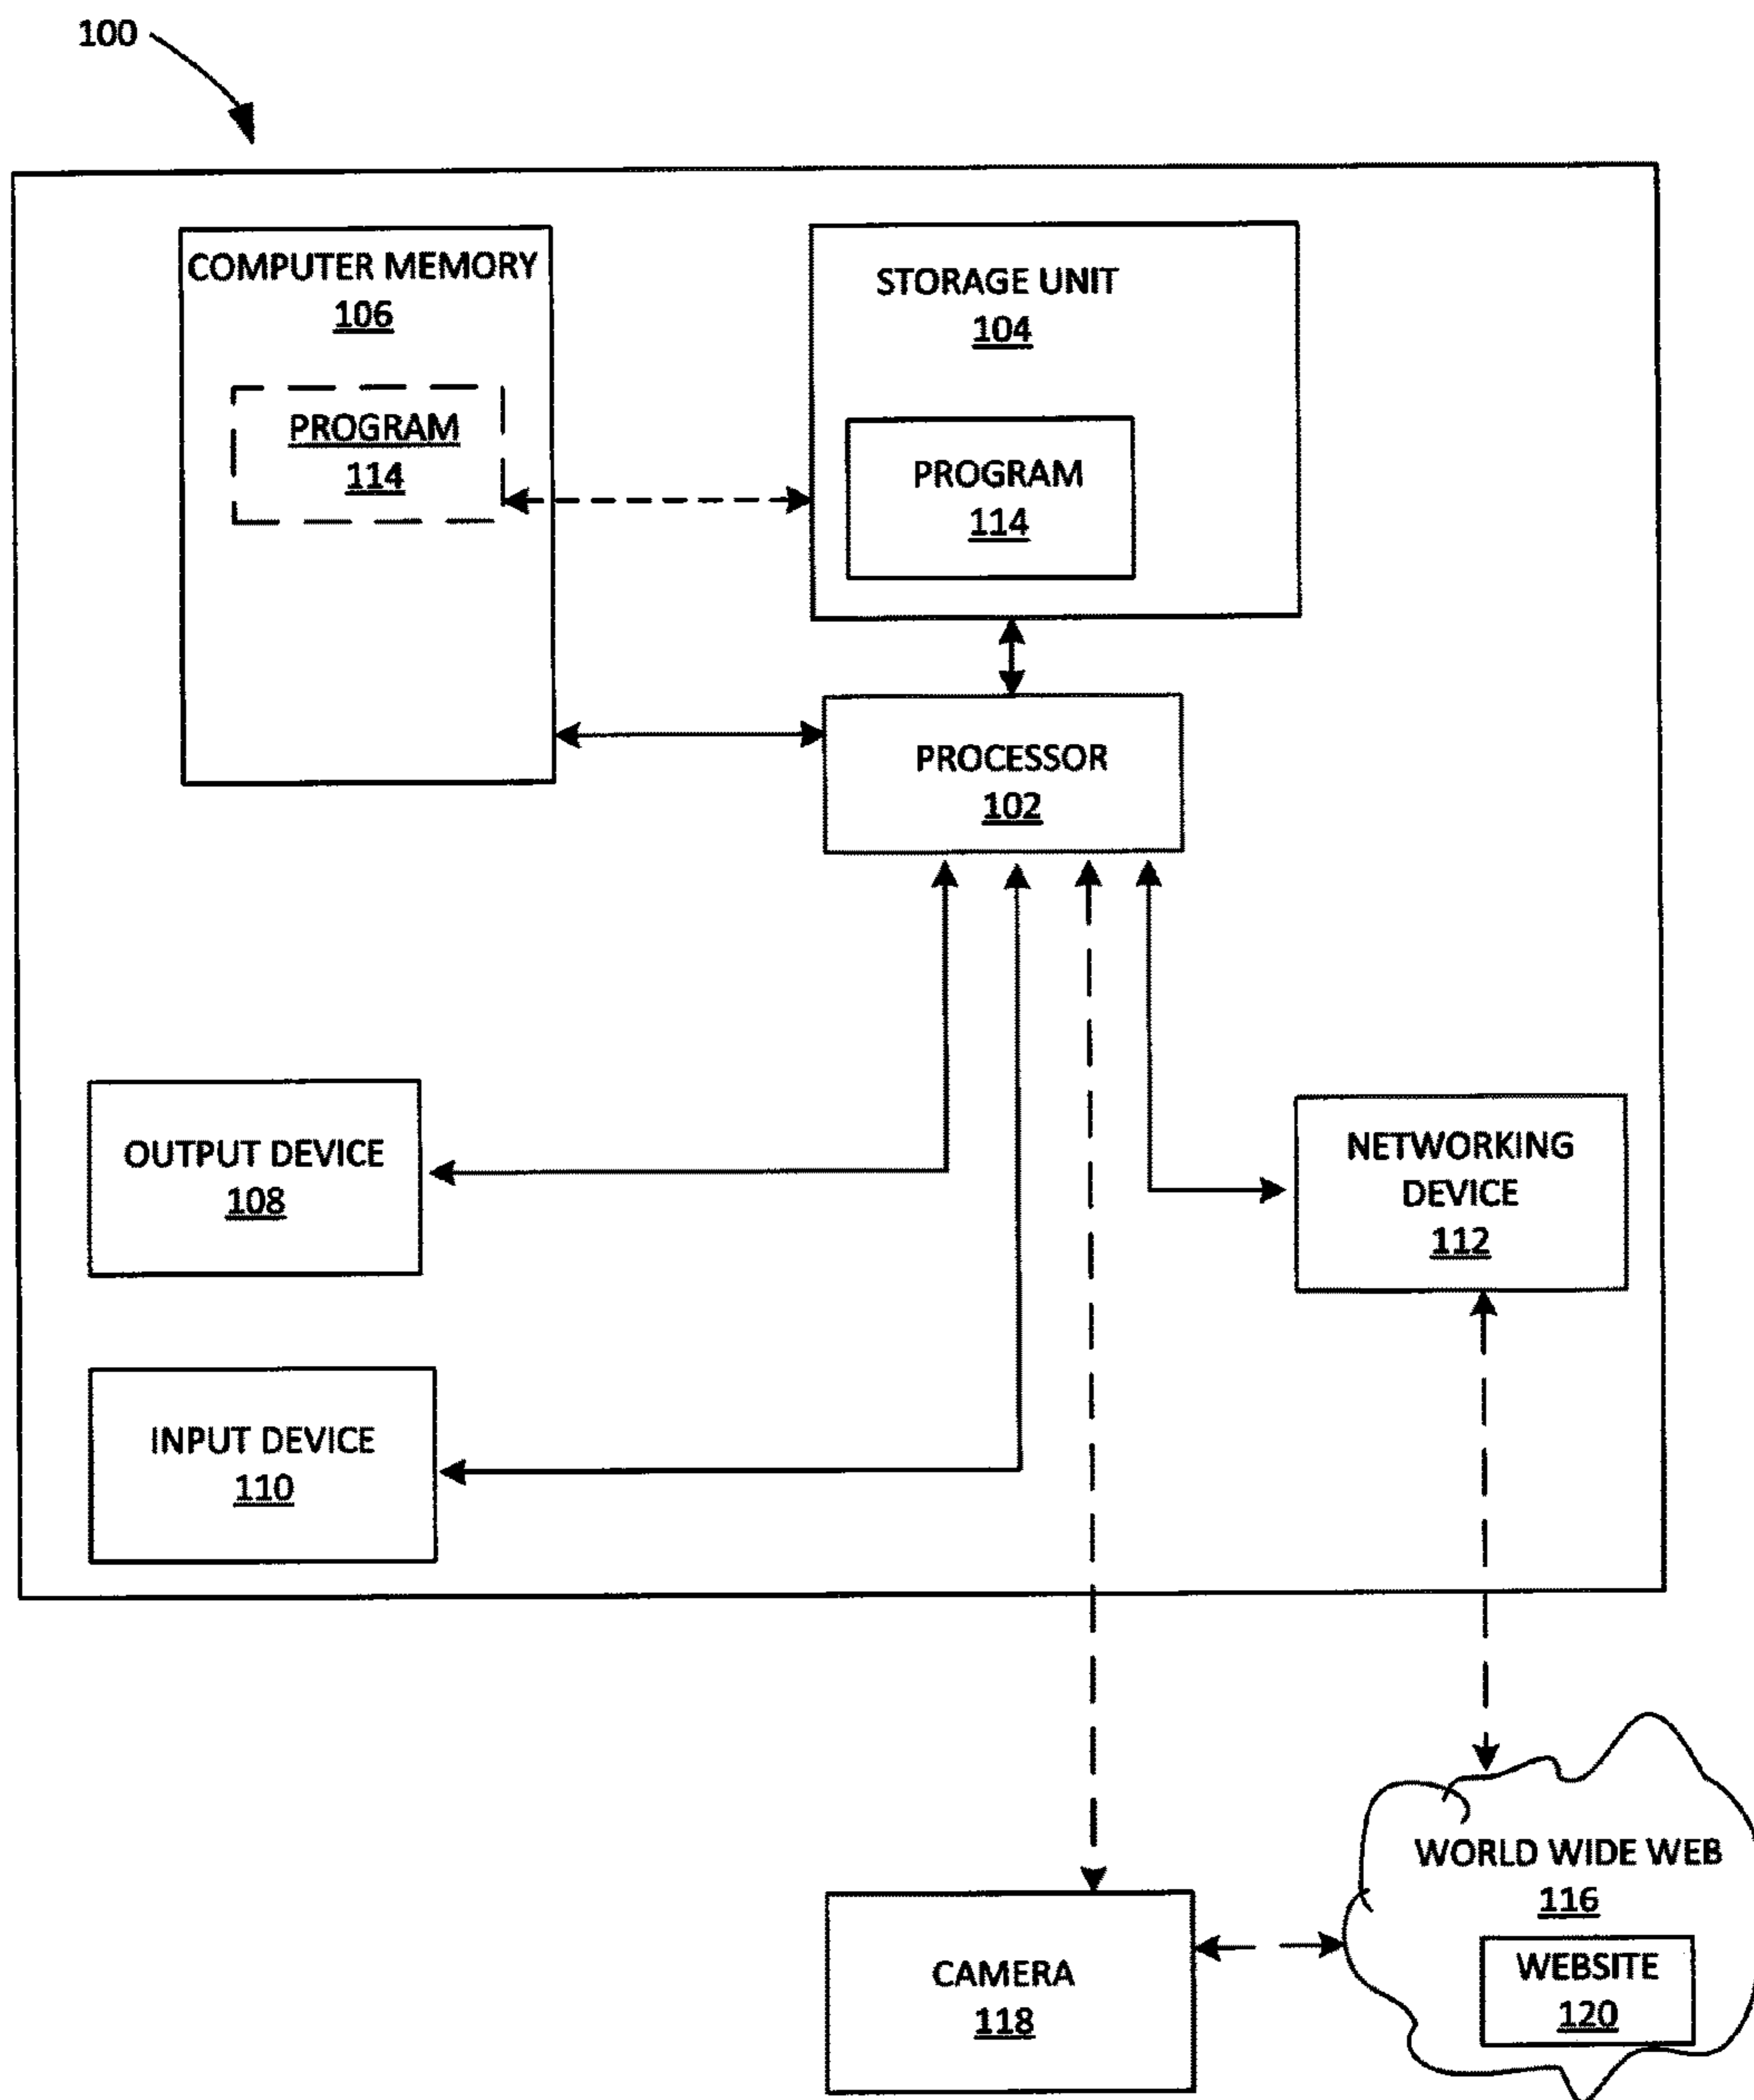 100
COMPUTER MEMORY
106
PROGRAM
114
STORAGE UNIT
104
PROGRAM
114
PROCESSOR
102
OUTPUT DEVICE
108
NETWORKING
DEVICE
112
INPUT DEVICE
110
WORLD WIDE WEB
116
WEBSITE
120
CAMERA
118